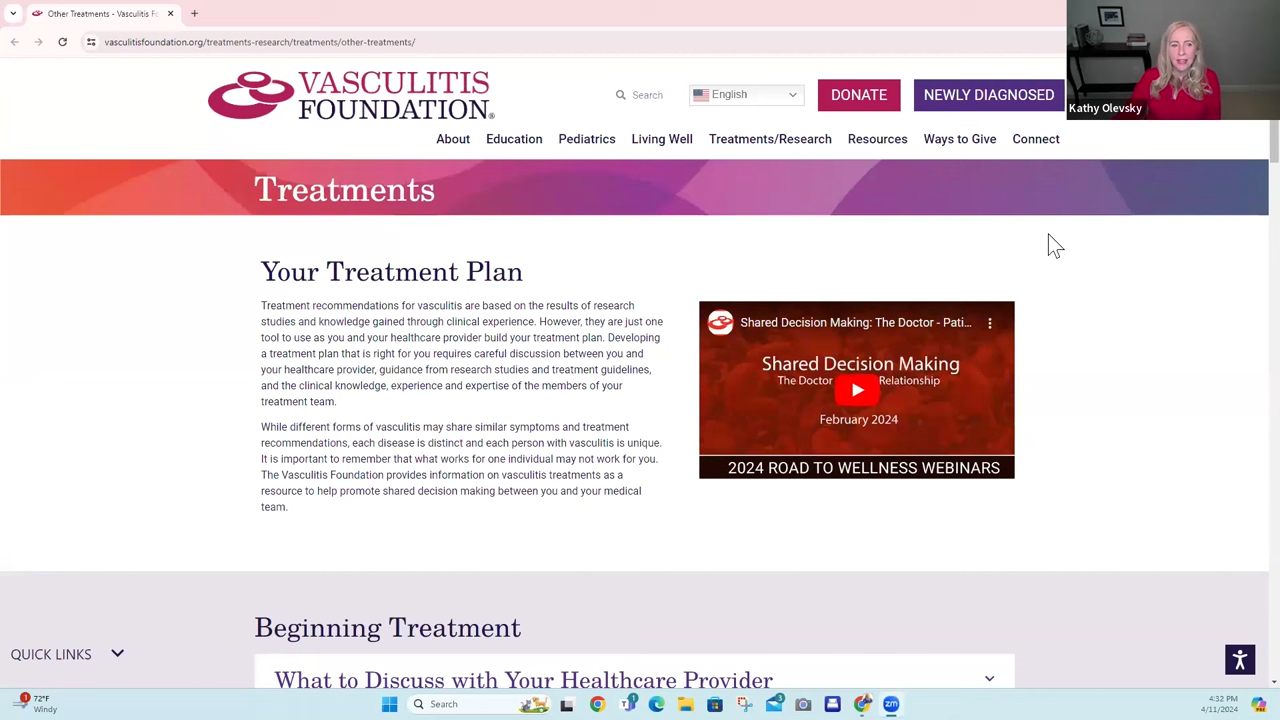 Other Treatments - Vasculitis Fo
vasculitisfoundation.org/treatments-research/treatments/other-treatments/
Kathy Olevsky
VASCULITIS
FOUNDATION®
Search
English
DONATE
NEWLY DIAGNOSED
About Education Pediatrics Living Well Treatments/Research Resources Ways to Give Connect
Treatments
Your Treatment Plan
Treatment recommendations for vasculitis are based on the results of research
studies and knowledge gained through clinical experience. However, they are just one
tool to use as you and your healthcare provider build your treatment plan. Developing
a treatment plan that is right for you requires careful discussion between you and
your healthcare provider, guidance from research studies and treatment guidelines,
and the clinical knowledge, experience and expertise of the members of your
treatment team.
While different forms of vasculitis may share similar symptoms and treatment
recommendations, each disease is distinct and each person with vasculitis is unique.
It is important to remember that what works for one individual may not work for you.
The Vasculitis Foundation provides information on vasculitis treatments as a
resource to help promote shared decision making between you and your medical
team.
Shared Decision Making: The Doctor - Pati...
Shared Decision Making
The Doctor Relationship
February 2024
2024 ROAD TO WELLNESS WEBINARS
Beginning Treatment
What to Discuss with Your Healthcare Provider
QUICK LINKS
1
72°F
Windy
Search
1
3
zm
4:32 PM
4/11/2024